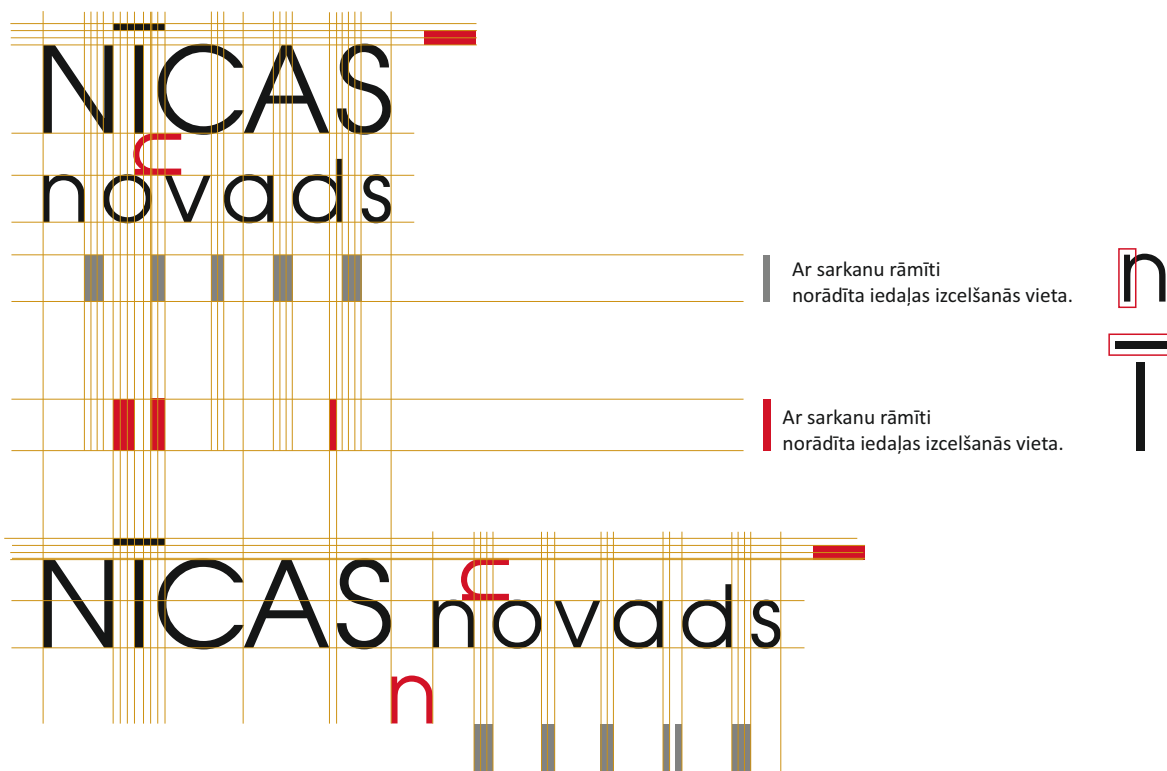 NĪCAS
n
novads
Ar sarkanu rāmīti
norādīta iedaļas izcelšanās vieta.
n
Ī
Ar sarkanu rāmīti
norādīta iedaļas izcelšanās vieta.
NĪCAS novads
n
n